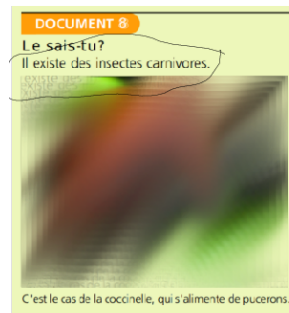 DOCUMENT 8
Le sais-tu?
Il existe des insectes carnivores.
C'est le cas de la coccinelle, qui s'alimente de pucerons.